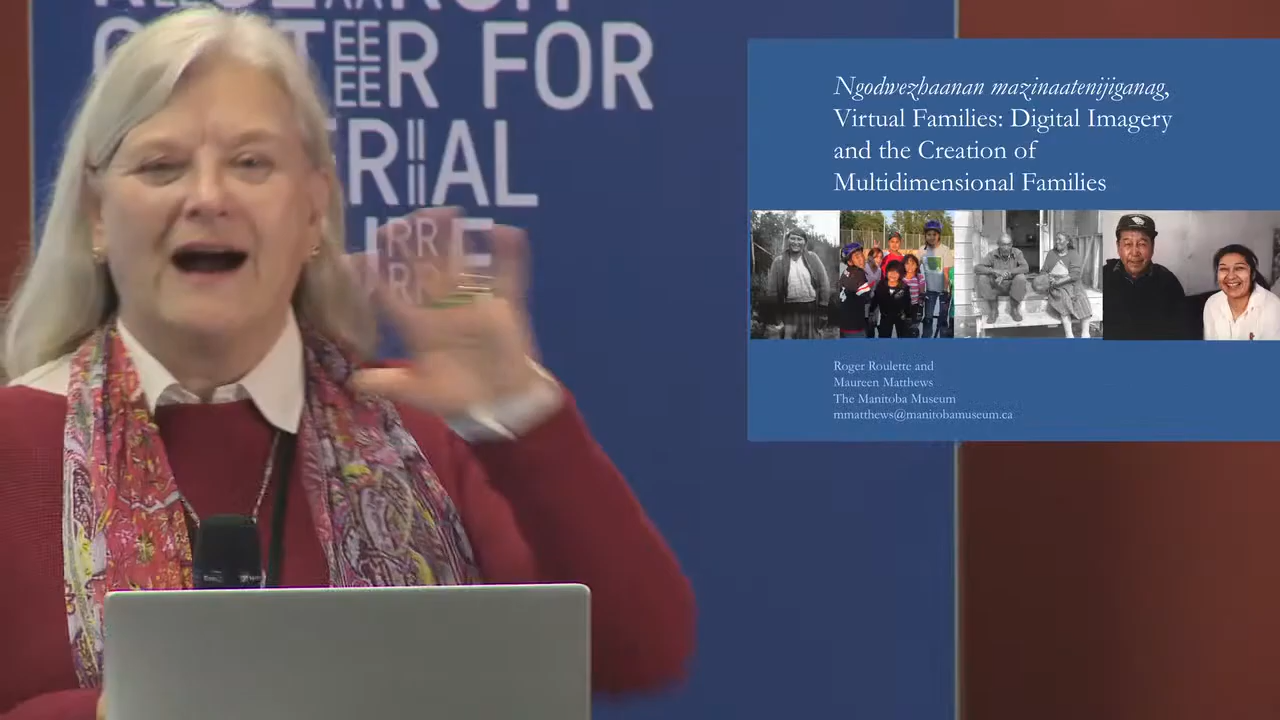 CENTER FOR
MATERIAL
Ngodwezhaanan mazinaatenijiganag,
Virtual Families: Digital Imagery
and the Creation of
Multidimensional Families
Roger Roulette and
Maureen Matthews
The Manitoba Museum
mmatthews@manitobamuseum.ca